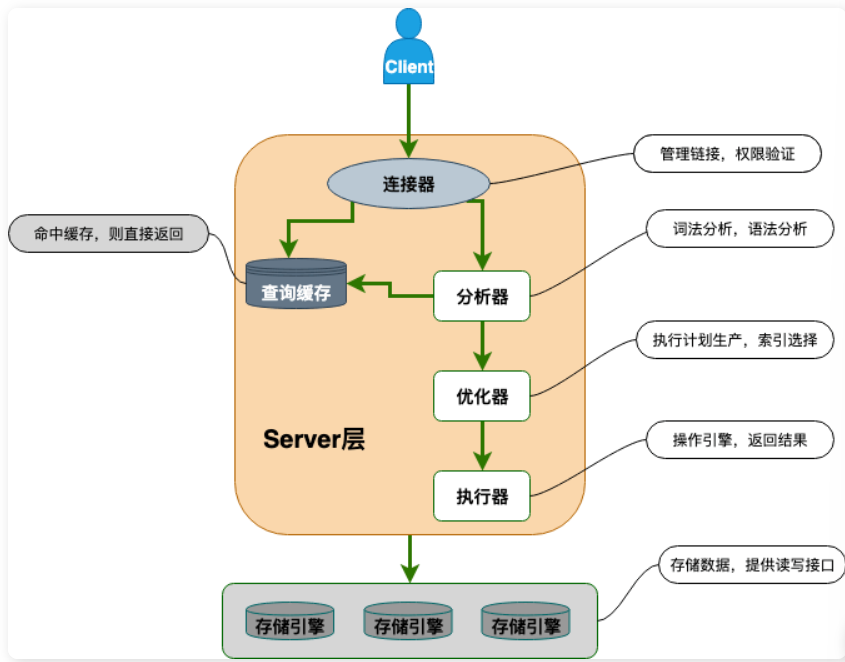 Client
管理链接，权限验证
连接器
词法分析，语法分析
命中缓存，则直接返回
查询缓存
分析器
执行计划生产，索引选择
优化器
Server层
操作引擎，返回结果
执行器
存储数据，提供读写接口
存储引擎
存储引擎
存储引擎